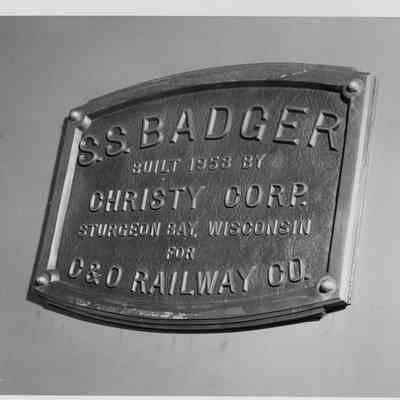 S.S. BADGER
BUILT 1953 BY
CHRISTY CORP.
STURGEON BAY, WISCONSIN
FOR
C&O RAILWAY CO.